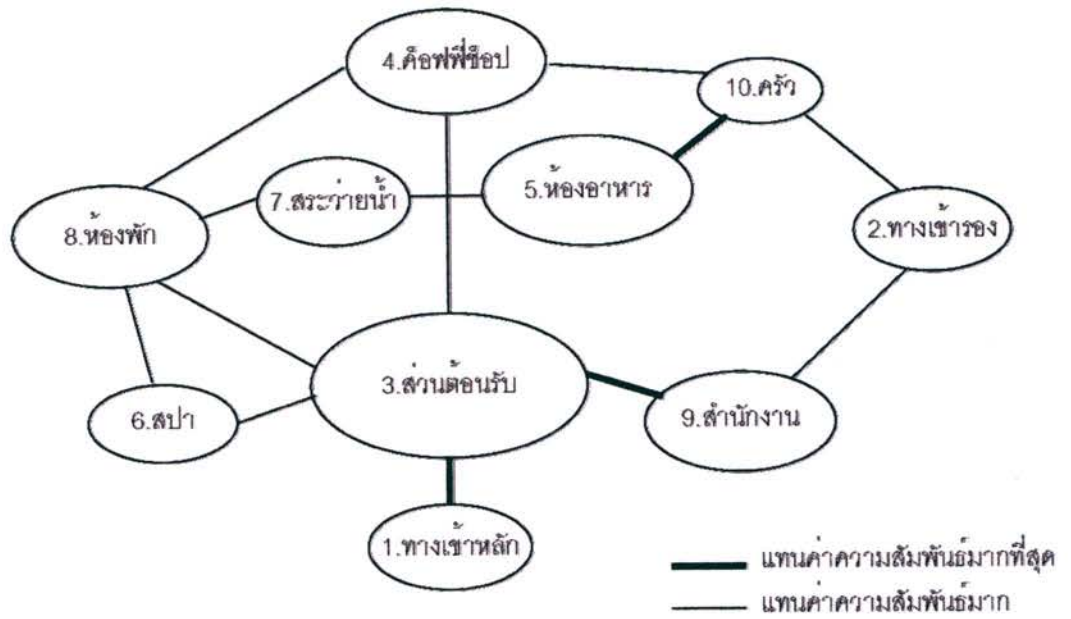 4.ค็อฟฟี่ช็อป
10.ครัว
5.ห้องอาหาร
7.สระว่ายน้ำ
8.ห้องพัก
2.ทางเข้ารอง
3.ส่วนต้อนรับ
6.สปา
9.สำนักงาน
1.ทางเข้าหลัก
แทนค่าความสัมพันธ์มากที่สุด
แทนค่าความสัมพันธ์มาก